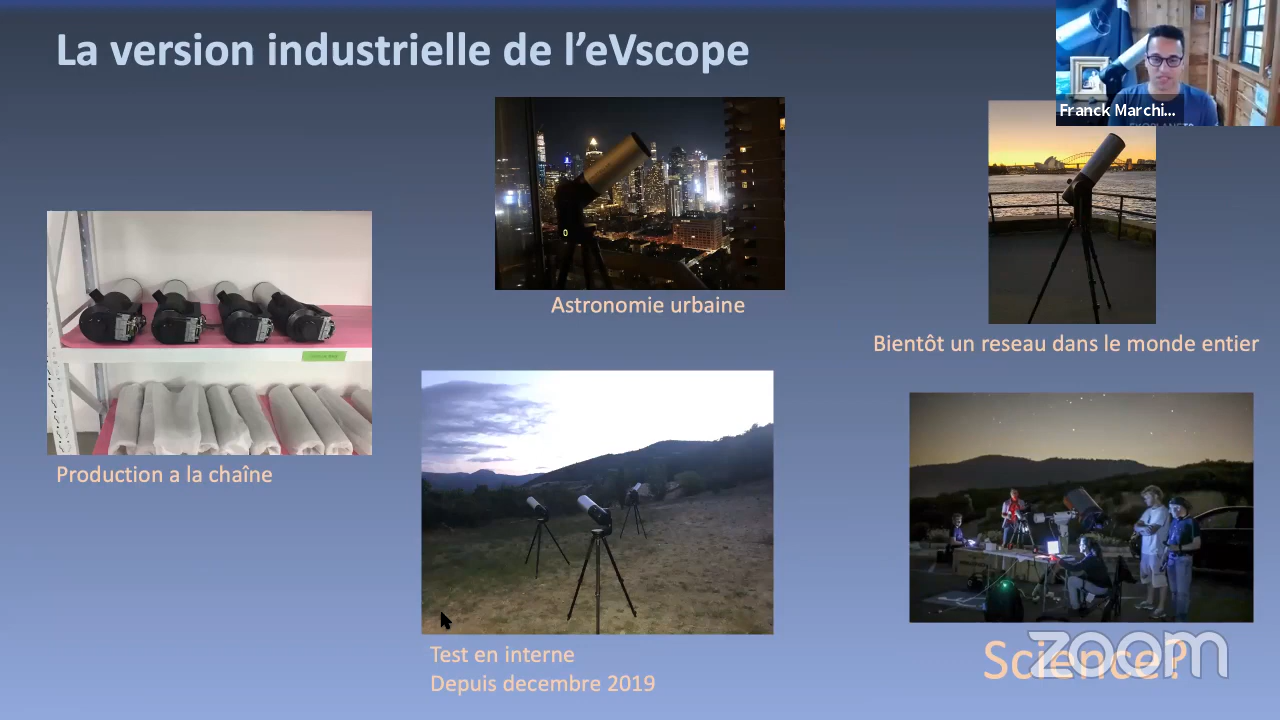 La version industrielle de l’eVscope
Franck Marchi...
Astronomie urbaine
Bientôt un reseau dans le monde entier
Production a la chaîne
Test en interne
Depuis decembre 2019
Science?
zoom